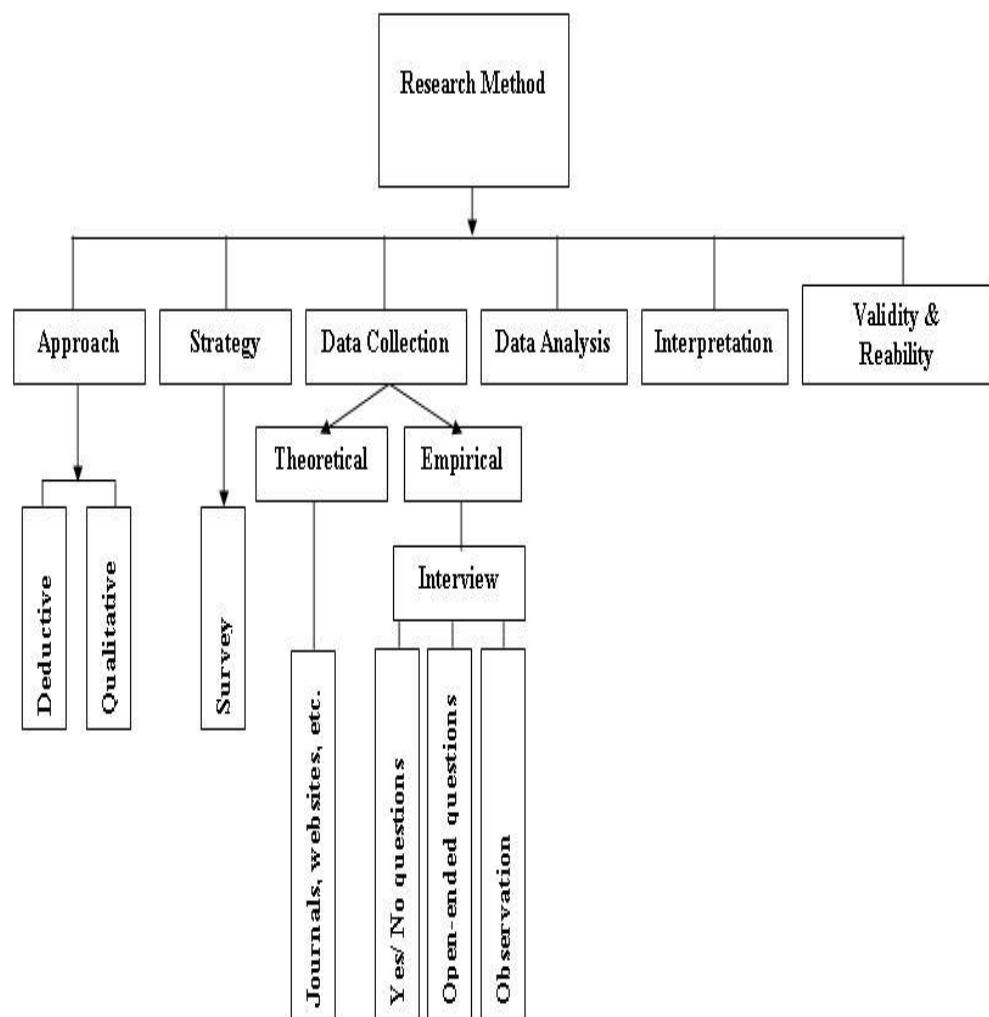 Research Method
Approach
Strategy
Data Collection
Data Analysis
Interpretation
Validity &
Reability
Theoretical
Empirical
Interview
Deductive
Qualitative
Survey
Journals, websites, etc.
Yes/ No questions
Open-ended questions
Observation